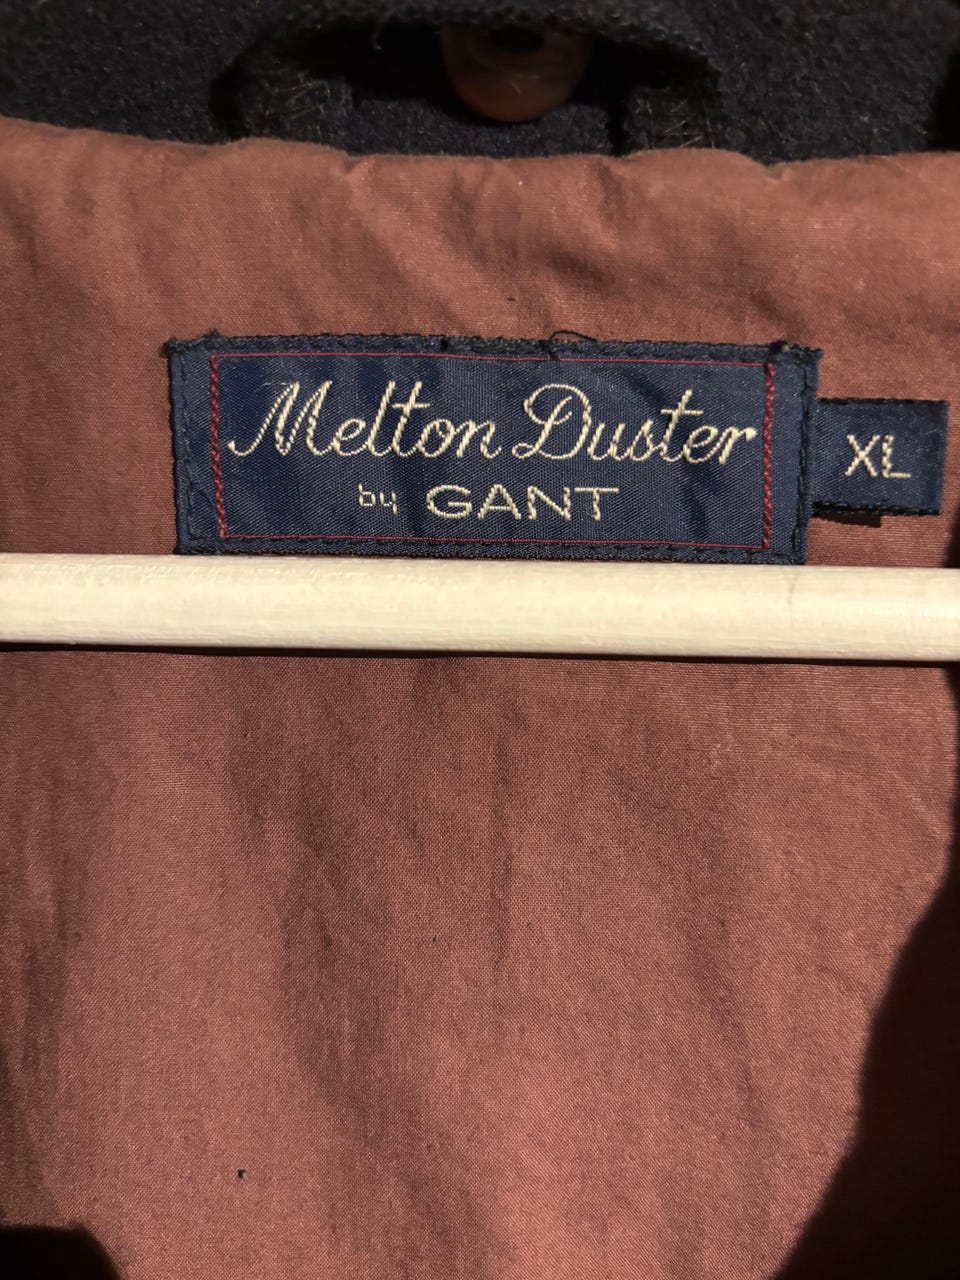 Melton Duster
by GANT
XL